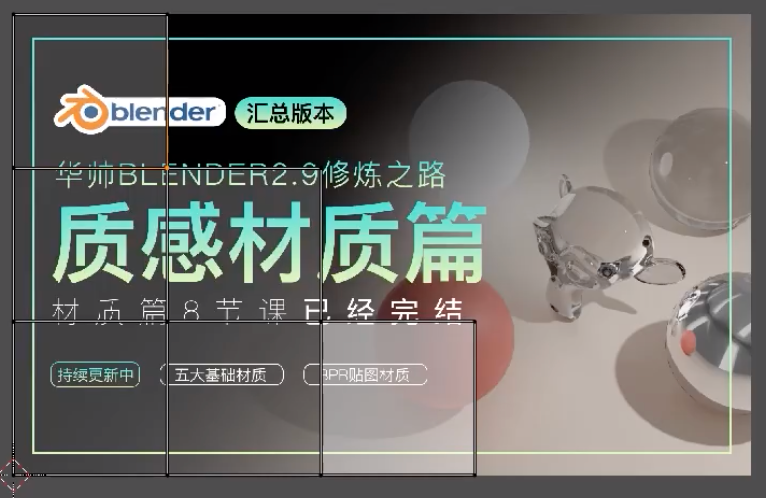 blender 汇总版本
华帅BLENDER2.9修炼之路
质感材质篇
材质篇8节课已经完结
持续更新中 五大基础材质 BPR贴图材质